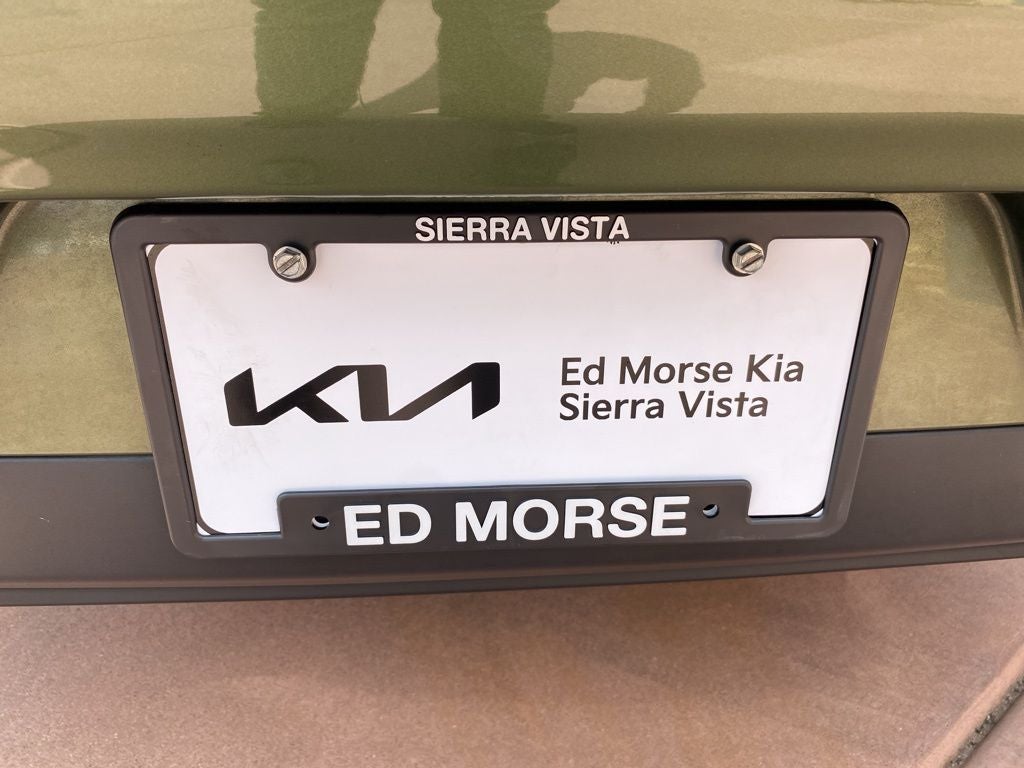 SIERRA VISTA
KIA
Ed Morse Kia
Sierra Vista
ED MORSE